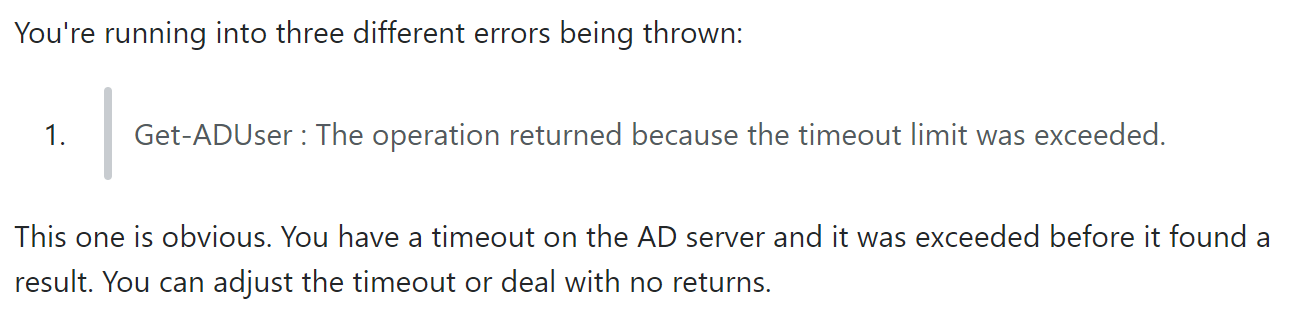 You're running into three different errors being thrown:
1. Get-ADUser : The operation returned because the timeout limit was exceeded.
This one is obvious. You have a timeout on the AD server and it was exceeded before it found a
result. You can adjust the timeout or deal with no returns.